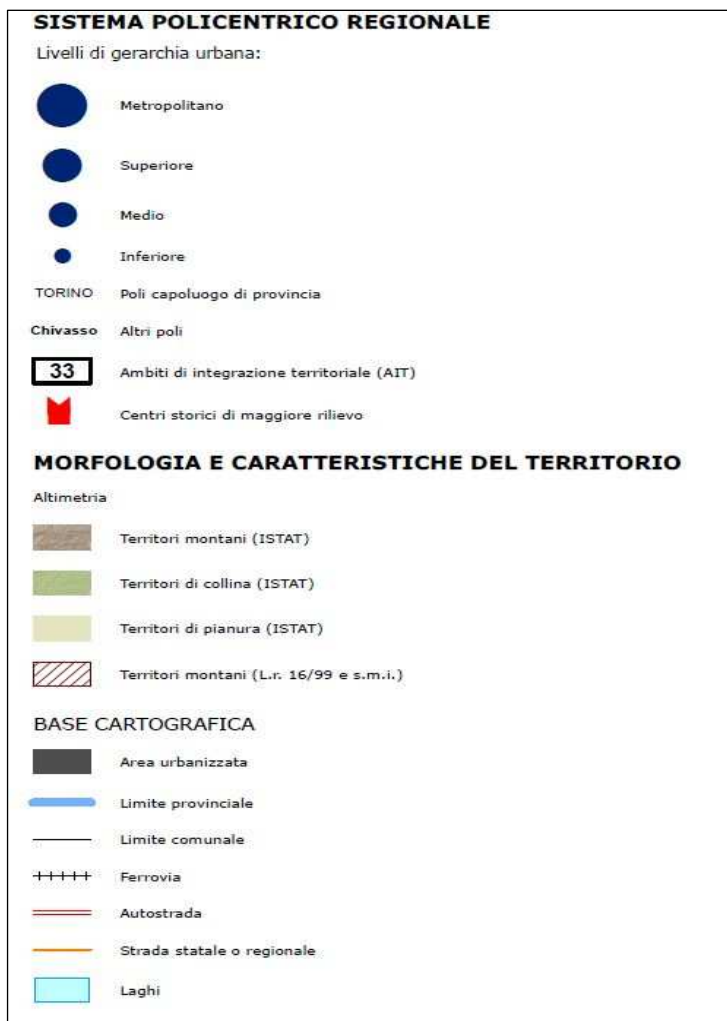 SISTEMA POLICENTRICO REGIONALE
Livelli di gerarchia urbana:
Metropolitano
Superiore
Medio
Inferiore
TORINO Poli capoluogo di provincia
Chivasso Altri poli
33 Ambiti di integrazione territoriale (AIT)
Centri storici di maggiore rilievo
MORFOLOGIA E CARATTERISTICHE DEL TERRITORIO
Altimetria
Territori montani (ISTAT)
Territori di collina (ISTAT)
Territori di pianura (ISTAT)
Territori montani (L.r. 16/99 e s.m.i.)
BASE CARTOGRAFICA
Area urbanizzata
Limite provinciale
Limite comunale
Ferrovia
Autostrada
Strada statale o regionale
Laghi